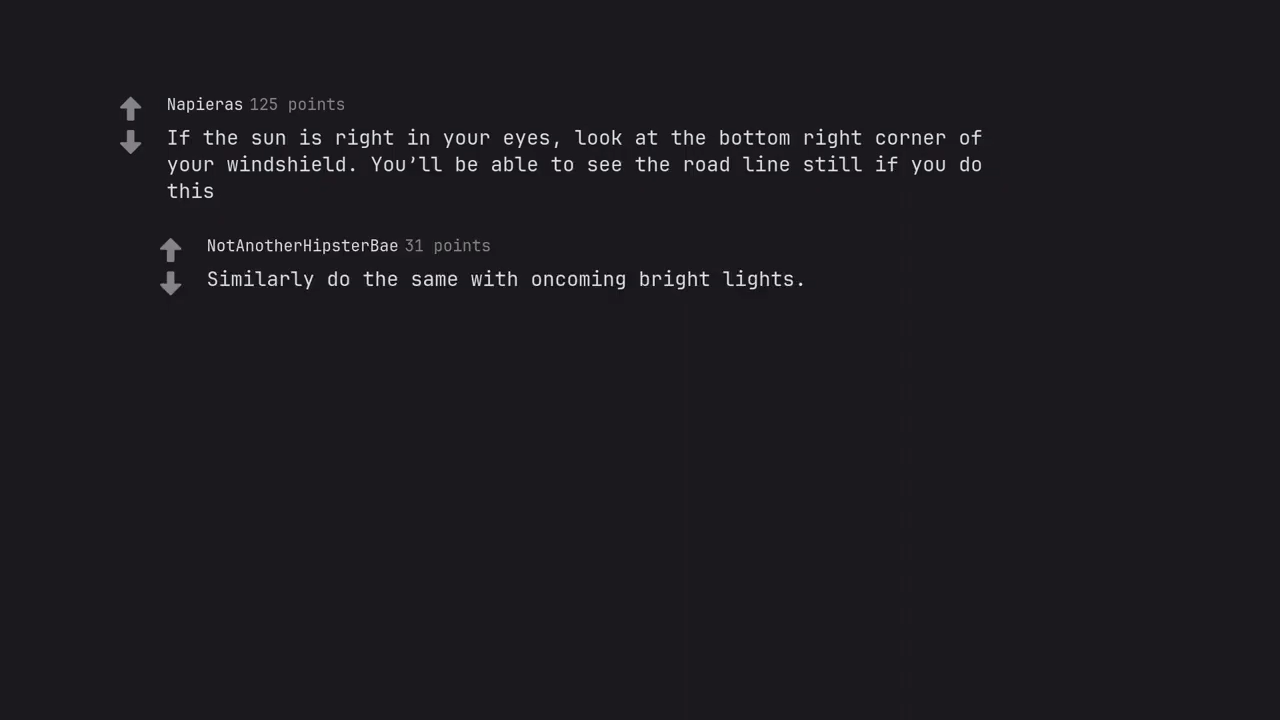 Napieras 125 points
If the sun is right in your eyes, look at the bottom right corner of
your windshield. You’ll be able to see the road line still if you do
this
NotAnotherHipsterBae 31 points
Similarly do the same with oncoming bright lights.